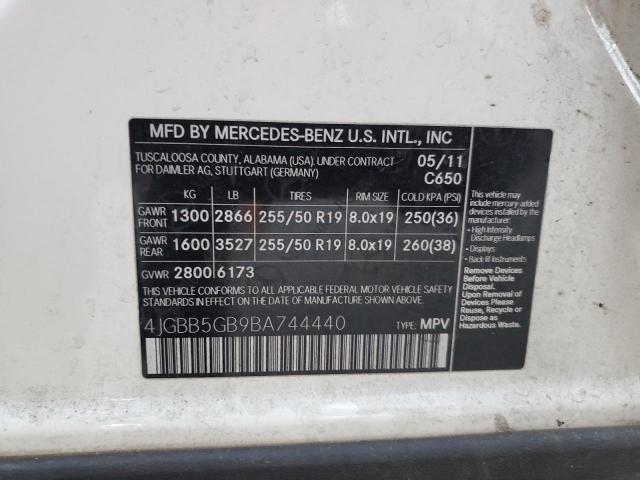 MFD BY MERCEDES-BENZ U.S. INTL., INC
TUSCALOOSA COUNTY, ALABAMA (USA). UNDER CONTRACT
FOR DAIMLER AG, STUTTGART (GERMANY)
05/11
C650
KG LB TIRES RIM SIZE COLD KPA (PSI)
GAWR FRONT 1300 2866 255/50 R19 8.0x19 250(36)
GAWR REAR 1600 3527 255/50 R19 8.0x19 260(38)
GVWR 2800 6173
THIS VEHICLE CONFORMS TO ALL APPLICABLE FEDERAL MOTOR VEHICLE SAFETY
STANDARDS IN EFFECT ON THE DATE OF MANUFACTURE SHOWN ABOVE.
4JGBB5GB9BA744440
TYPE: MPV
This vehicle may
include mercury-added
devices installed by
the manufacturer:
- High Intensity
Discharge Headlamps
- Displays
- Back lit Instruments
Remove Devices
Before Vehicle
Disposal.
Upon Removal of
Devices Please
Reuse, Recycle or
Dispose as
Hazardous Waste.